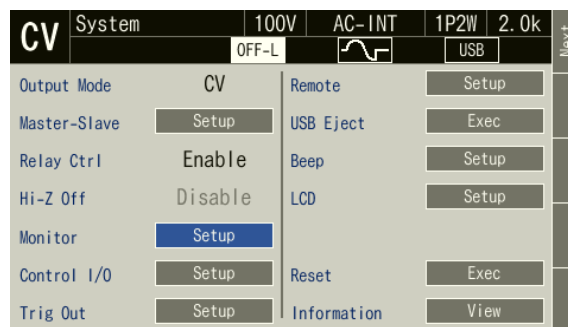 CV System 100V AC-INT 1P2W 2.0k Next
OFF-L USB
Output Mode CV
Master-Slave Setup
Relay Ctrl Enable
Hi-Z Off Disable
Monitor Setup
Control I/O Setup
Trig Out Setup
Remote Setup
USB Eject Exec
Beep Setup
LCD Setup
Reset Exec
Information View